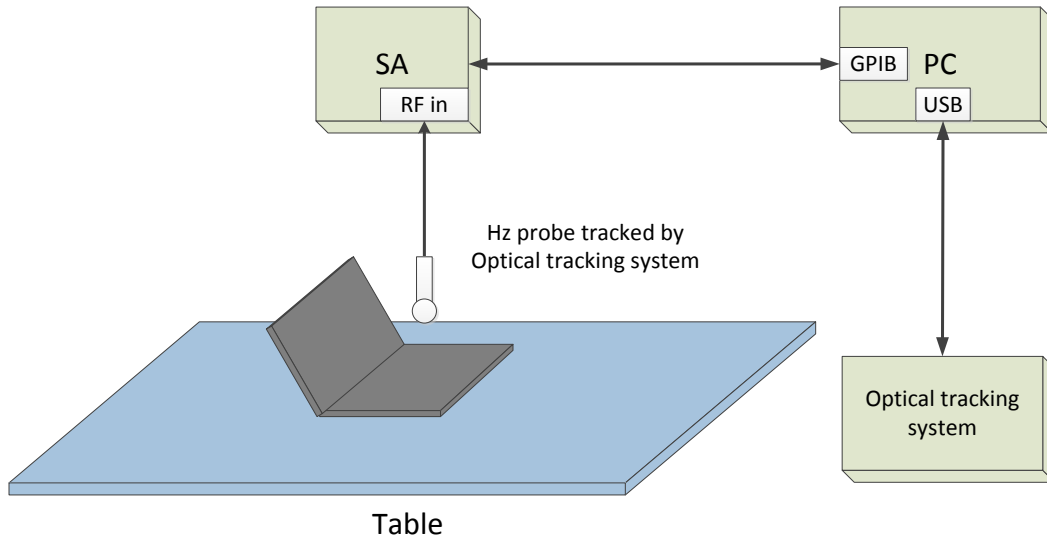 SA
RF in
GPIB
PC
USB
Hz probe tracked by
Optical tracking system
Optical tracking
system
Table